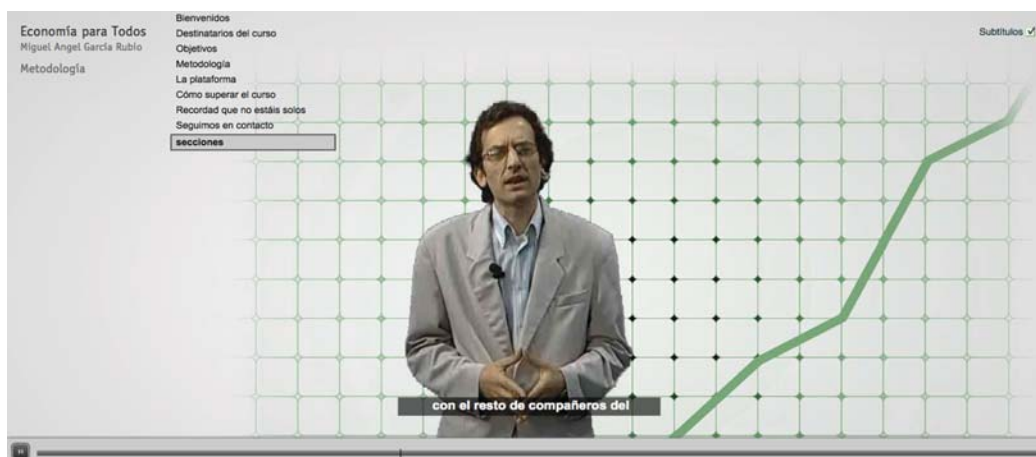 Economía para Todos
Miguel Angel García Rubio
Metodología
Bienvenidos
Destinatarios del curso
Objetivos
Metodología
La plataforma
Cómo superar el curso
Recordad que no estáis solos
Seguimos en contacto
secciones
Subtítulos
con el resto de compañeros del